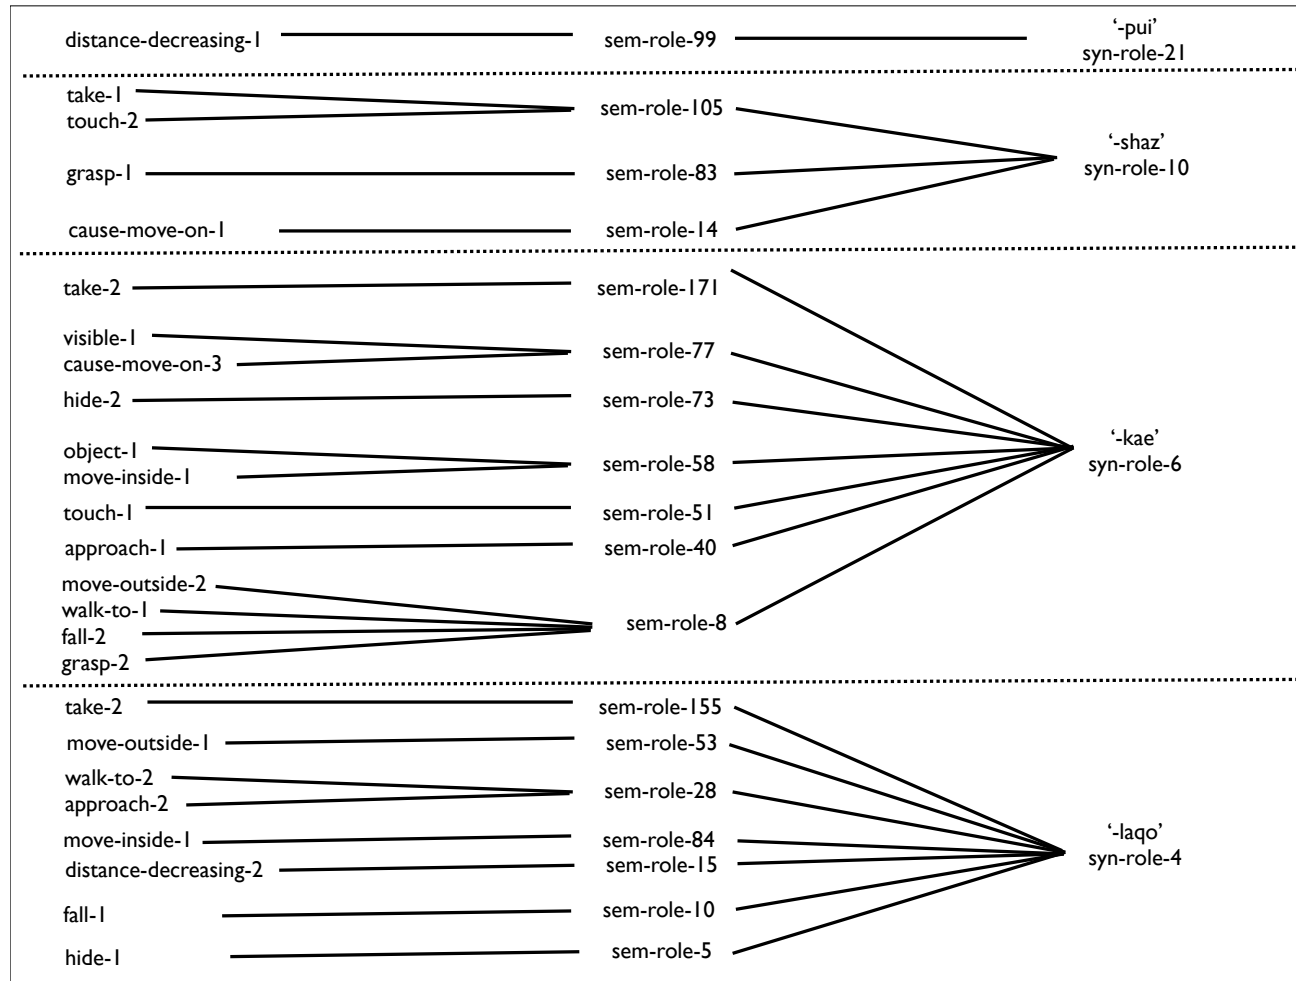 distance-decreasing-1 sem-role-99 ‘-pui’
syn-role-21
take-1
touch-2
sem-role-105
grasp-1 sem-role-83
‘-shaz’
syn-role-10
cause-move-on-1 sem-role-14
take-2 sem-role-171
visible-1
cause-move-on-3
sem-role-77
hide-2 sem-role-73
object-1
move-inside-1
sem-role-58
‘-kae’
syn-role-6
touch-1 sem-role-51
approach-1 sem-role-40
move-outside-2
walk-to-1
fall-2
grasp-2
sem-role-8
take-2 sem-role-155
move-outside-1 sem-role-53
walk-to-2
approach-2
sem-role-28
move-inside-1 sem-role-84
‘-laqo’
syn-role-4
distance-decreasing-2 sem-role-15
fall-1 sem-role-10
hide-1 sem-role-5